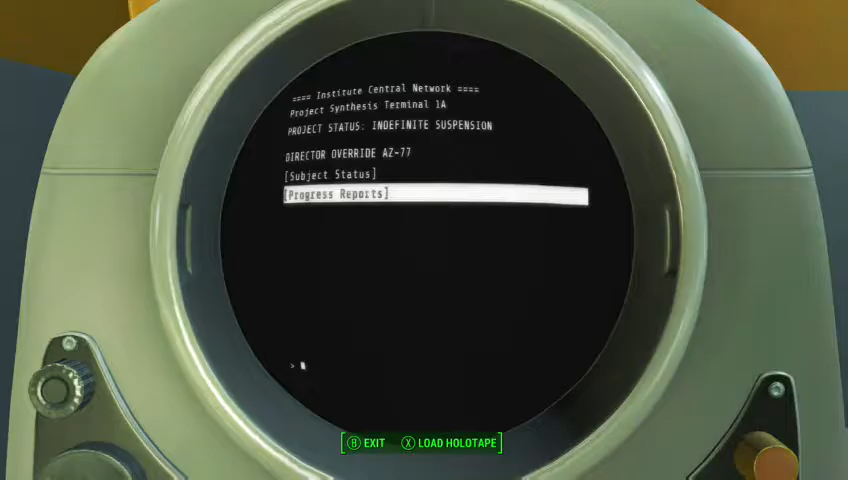 ==== Institute Central Network ====
Project Synthesis Terminal 1A
PROJECT STATUS: INDEFINITE SUSPENSION
DIRECTOR OVERRIDE AZ-77
[Subject Status]
[Progress Reports]
>
(B) EXIT (X) LOAD HOLOTAPE